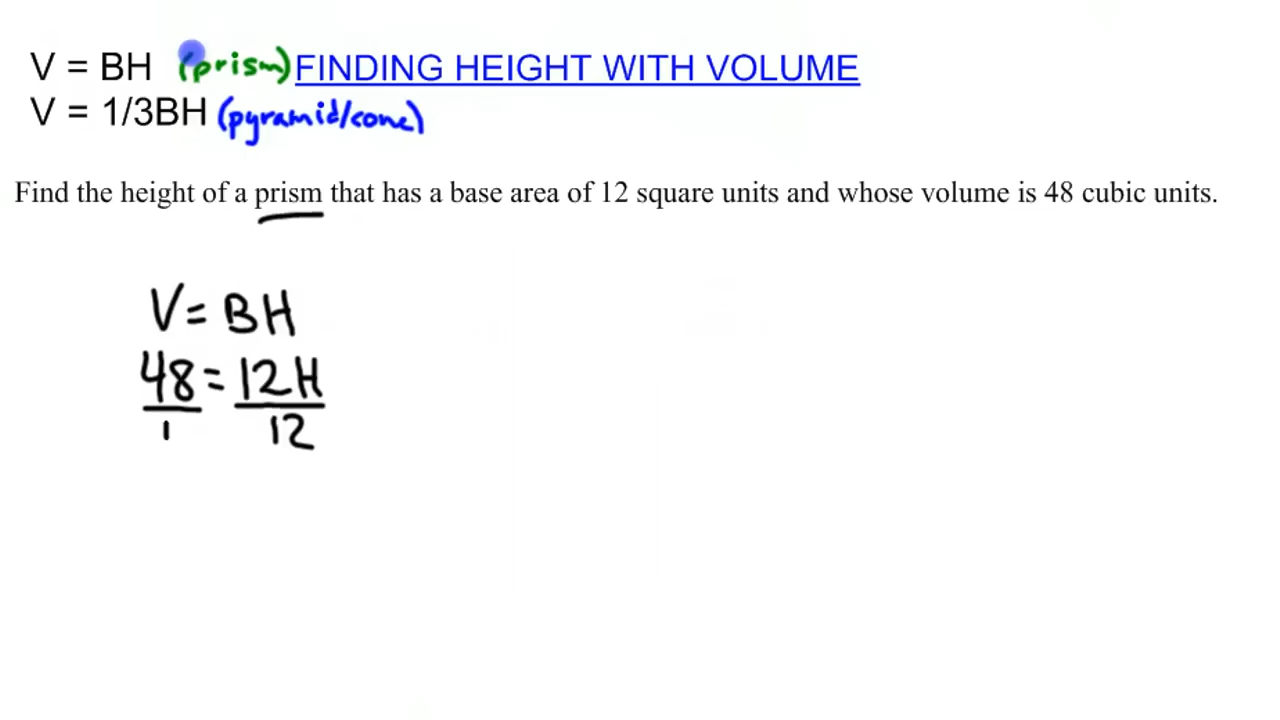 V = BH (prism) FINDING HEIGHT WITH VOLUME
V = 1/3BH (pyramid/cone)
Find the height of a prism that has a base area of 12 square units and whose volume is 48 cubic units.
V = BH
48 = 12H
1 12